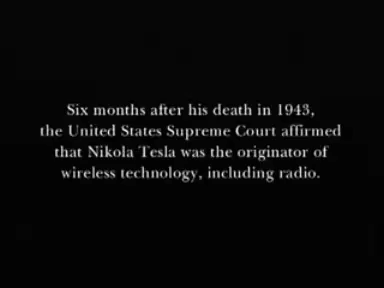 Six months after his death in 1943,
the United States Supreme Court affirmed
that Nikola Tesla was the originator of
wireless technology, including radio.